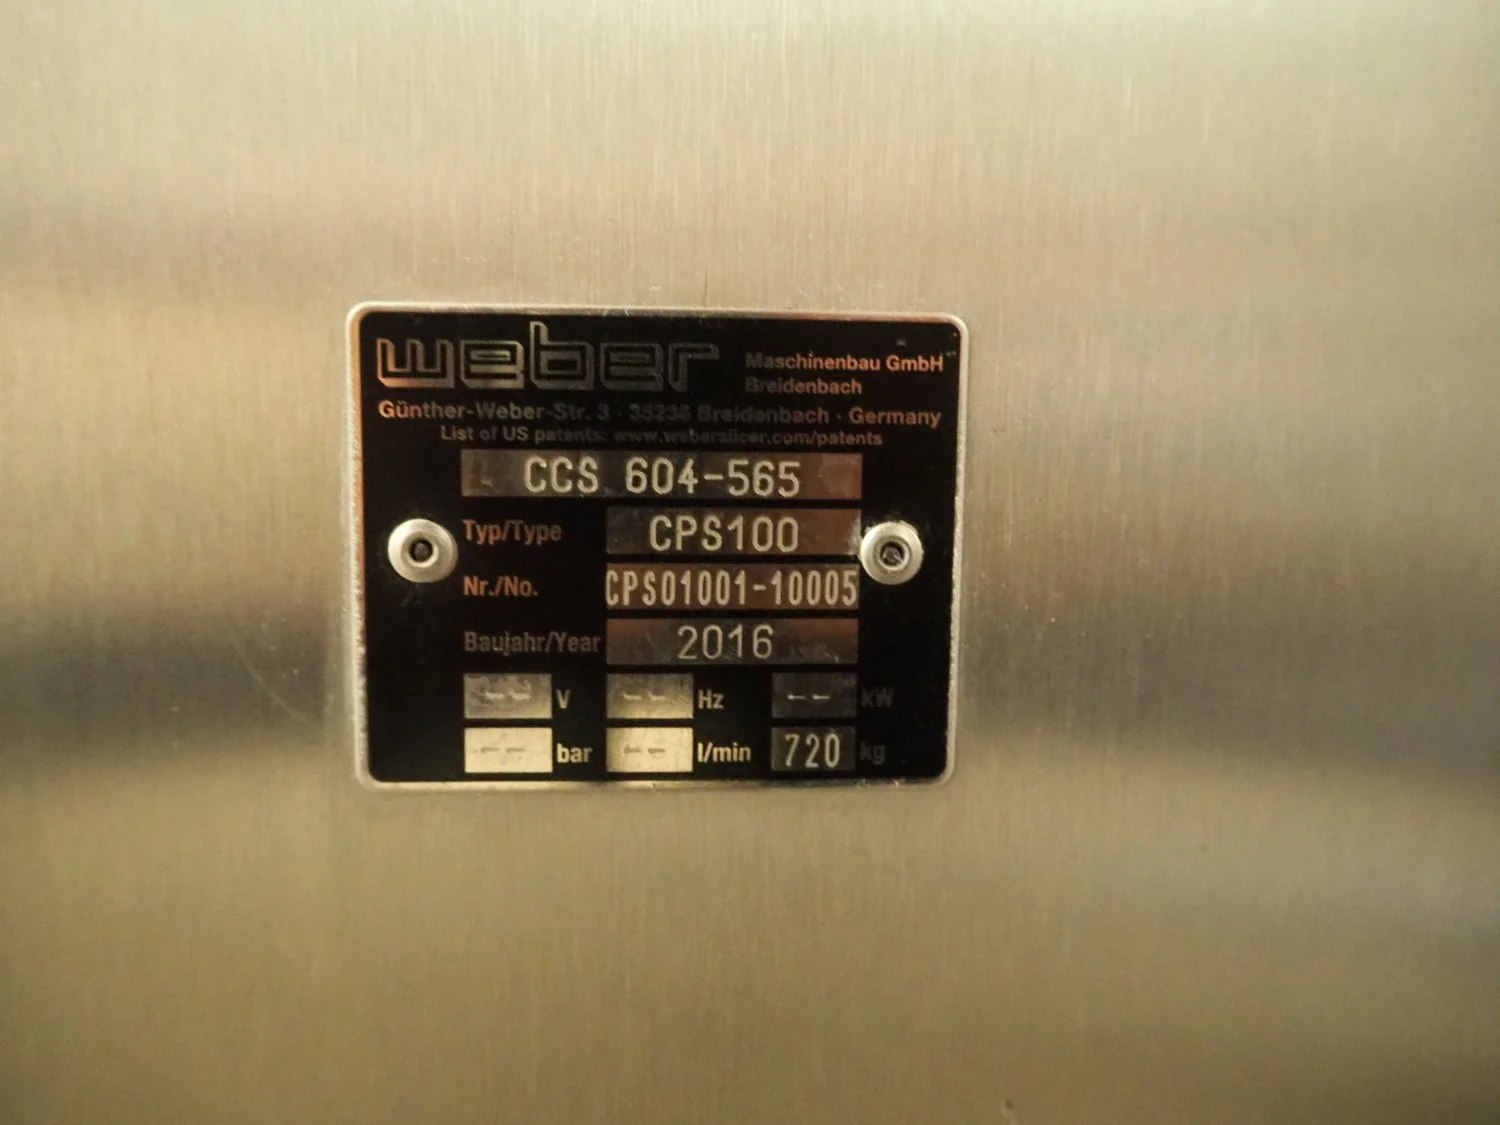 weber
Maschinenbau GmbH
Breidenbach
Günther-Weber-Str. 3 · 35236 Breidenbach · Germany
List of US patents: www.weberslicer.com/patents
CCS 604-565
Typ/Type CPS100
Nr./No. CPS01001-10005
Baujahr/Year 2016
-- V -- Hz -- kW
-- bar -- l/min 720 kg